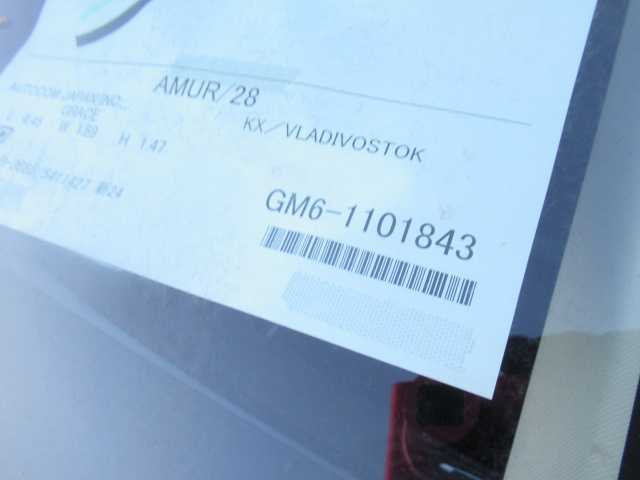 AMUR/28
AUTOCOM JAPAN INC.
KX/VLADIVOSTOK
GRACE
L 4.45 W 1.69 H 1.47
GM6-1101843